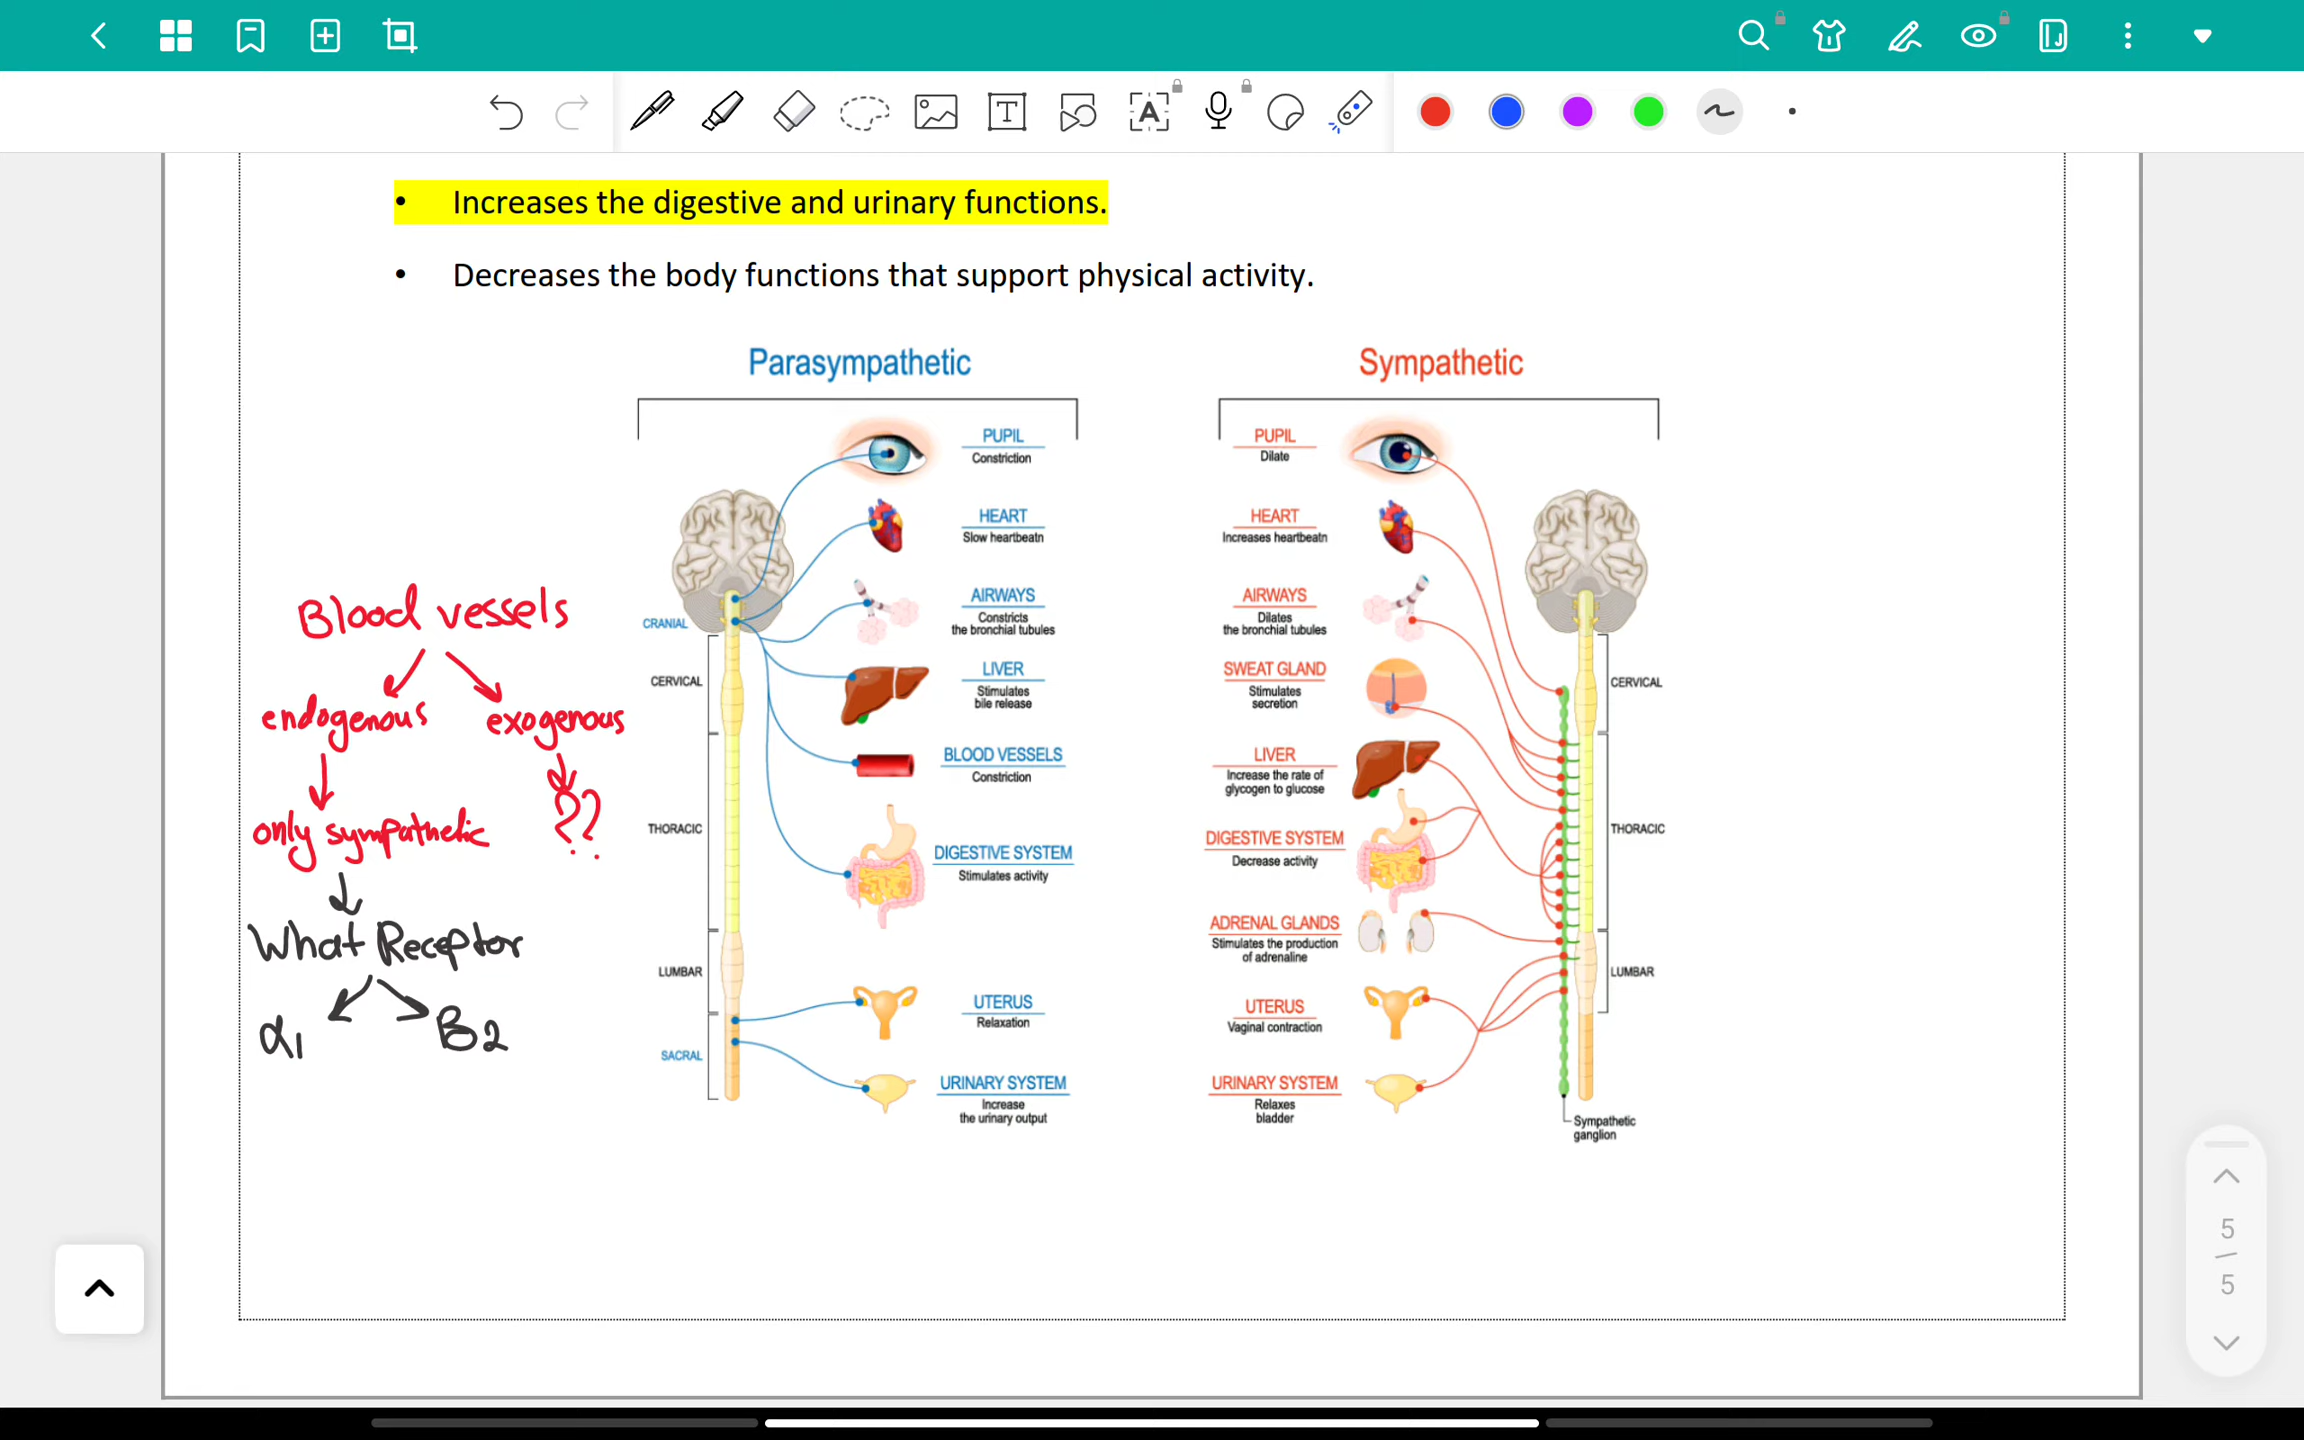 • Increases the digestive and urinary functions.
• Decreases the body functions that support physical activity.
Parasympathetic
PUPIL
Constriction
HEART
Slow heartbeatn
AIRWAYS
Constricts
the bronchial tubules
LIVER
Stimulates
bile release
BLOOD VESSELS
Constriction
DIGESTIVE SYSTEM
Stimulates activity
UTERUS
Relaxation
URINARY SYSTEM
Increase
the urinary output
CRANIAL
CERVICAL
THORACIC
LUMBAR
SACRAL
Sympathetic
PUPIL
Dilate
HEART
Increases heartbeatn
AIRWAYS
Dilates
the bronchial tubules
SWEAT GLAND
Stimulates
secretion
LIVER
Increase the rate of
glycogen to glucose
DIGESTIVE SYSTEM
Decrease activity
ADRENAL GLANDS
Stimulates the production
of adrenaline
UTERUS
Vaginal contraction
URINARY SYSTEM
Relaxes
bladder
CERVICAL
THORACIC
LUMBAR
Sympathetic
ganglion
Blood vessels
endogenous exogenous
only sympathetic ??
What Receptor
α1 B2
5
/
5